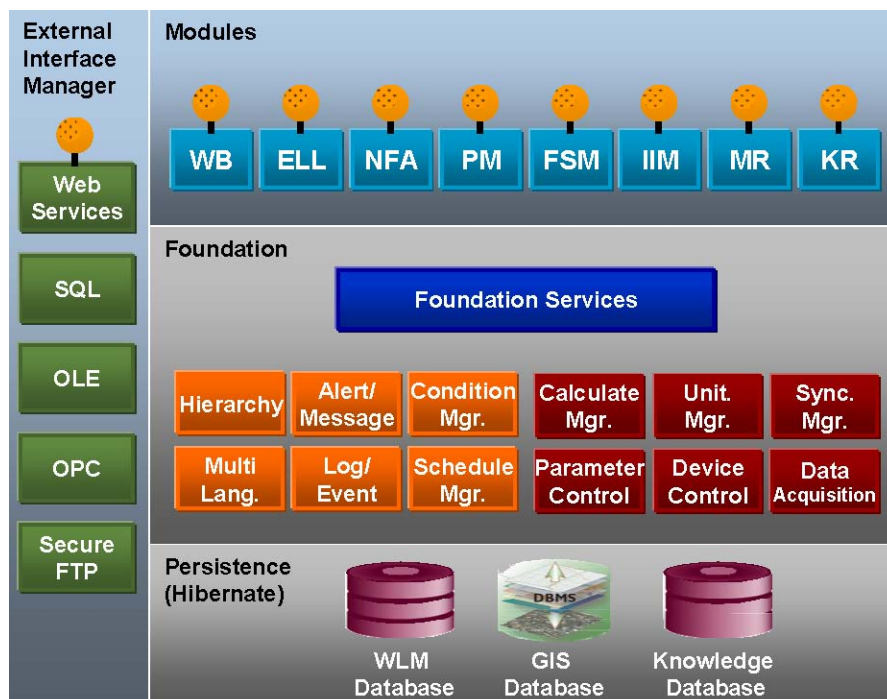 External
Interface
Manager
Web
Services
SQL
OLE
OPC
Secure
FTP
Modules
WB
ELL
NFA
PM
FSM
IIM
MR
KR
Foundation
Foundation Services
Hierarchy
Alert/
Message
Condition
Mgr.
Calculate
Mgr.
Unit.
Mgr.
Sync.
Mgr.
Multi
Lang.
Log/
Event
Schedule
Mgr.
Parameter
Control
Device
Control
Data
Acquisition
Persistence
(Hibernate)
WLM
Database
DBMS
GIS
Database
Knowledge
Database